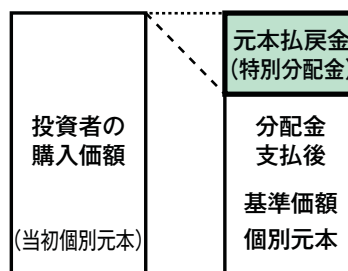 投資者の
購入価額
(当初個別元本)
元本払戻金
(特別分配金)
分配金
支払後
基準価額
個別元本